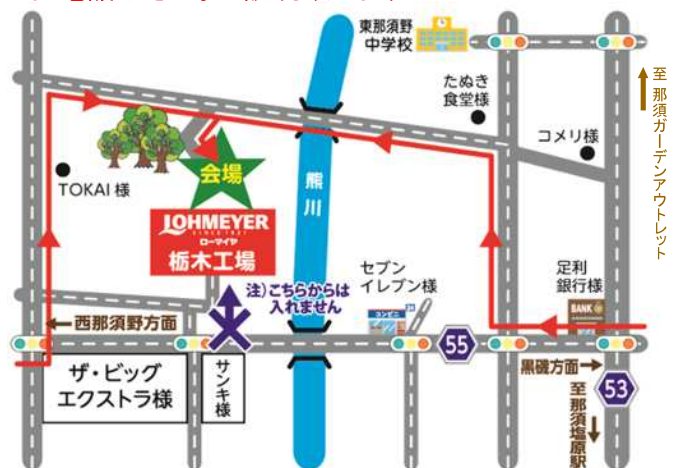 東那須野
中学校
たぬき
食堂様
コメリ様
至 那須ガーデンアウトレット
TOKAI 様
会場
LOHMEYER
SINCE 1921
ローマイヤ
栃木工場
熊川
注)こちらからは
入れません
セブン
イレブン様
コンビニ
足利
銀行様
BANK
←西那須野方面
55
黒磯方面→
53
ザ・ビッグ
エクストラ様
サンキ様
至 那須塩原駅